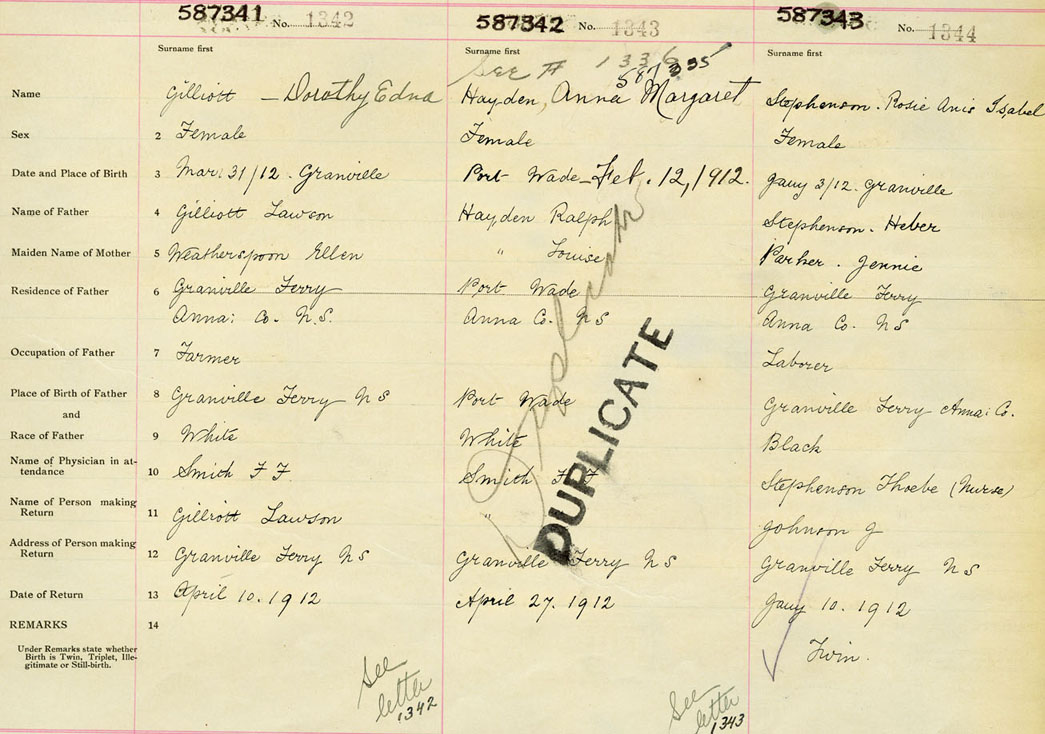 587341 No. 1342 587342 No. 1343 587343 No. 1344
Surname first Surname first Surname first
See # 1336
587335
Name Gilliott — Dorothy Edna Hayden, Anna Margaret Stephenson. Rosie Anis Isabel
Sex 2 Female Female Female
Date and Place of Birth 3 Mar. 31/12. Granville Port Wade – Feb. 12, 1912. Jany 3/12. Granville
Name of Father 4 Gilliott Lawson Hayden Ralph Stephenson. Heber
Maiden Name of Mother 5 Weatherspoon Ellen " Louise Parker. Jennie
Residence of Father 6 Granville Ferry Port Wade Granville Ferry
Anna: Co. N.S. Anna Co. N S Anna Co. N S
Occupation of Father 7 Farmer Laborer
Place of Birth of Father 8 Granville Ferry N S Port Wade Granville Ferry Anna: Co.
and
Race of Father 9 White White Black
Name of Physician in at-
tendance 10 Smith F F. Smith F F Stephenson Thoebe (Nurse)
Name of Person making
Return 11 Gilliott Lawson " Johnson J
Address of Person making
Return 12 Granville Ferry N S Granville Ferry N S Granville Ferry N S
Date of Return 13 April 10. 1912 April 27. 1912 Jany 10. 1912
REMARKS 14
Under Remarks state whether
Birth is Twin, Triplet, Ille-
gitimate or Still-birth.
Twin.
DUPLICATE
See
letter
1342
See
letter
1343